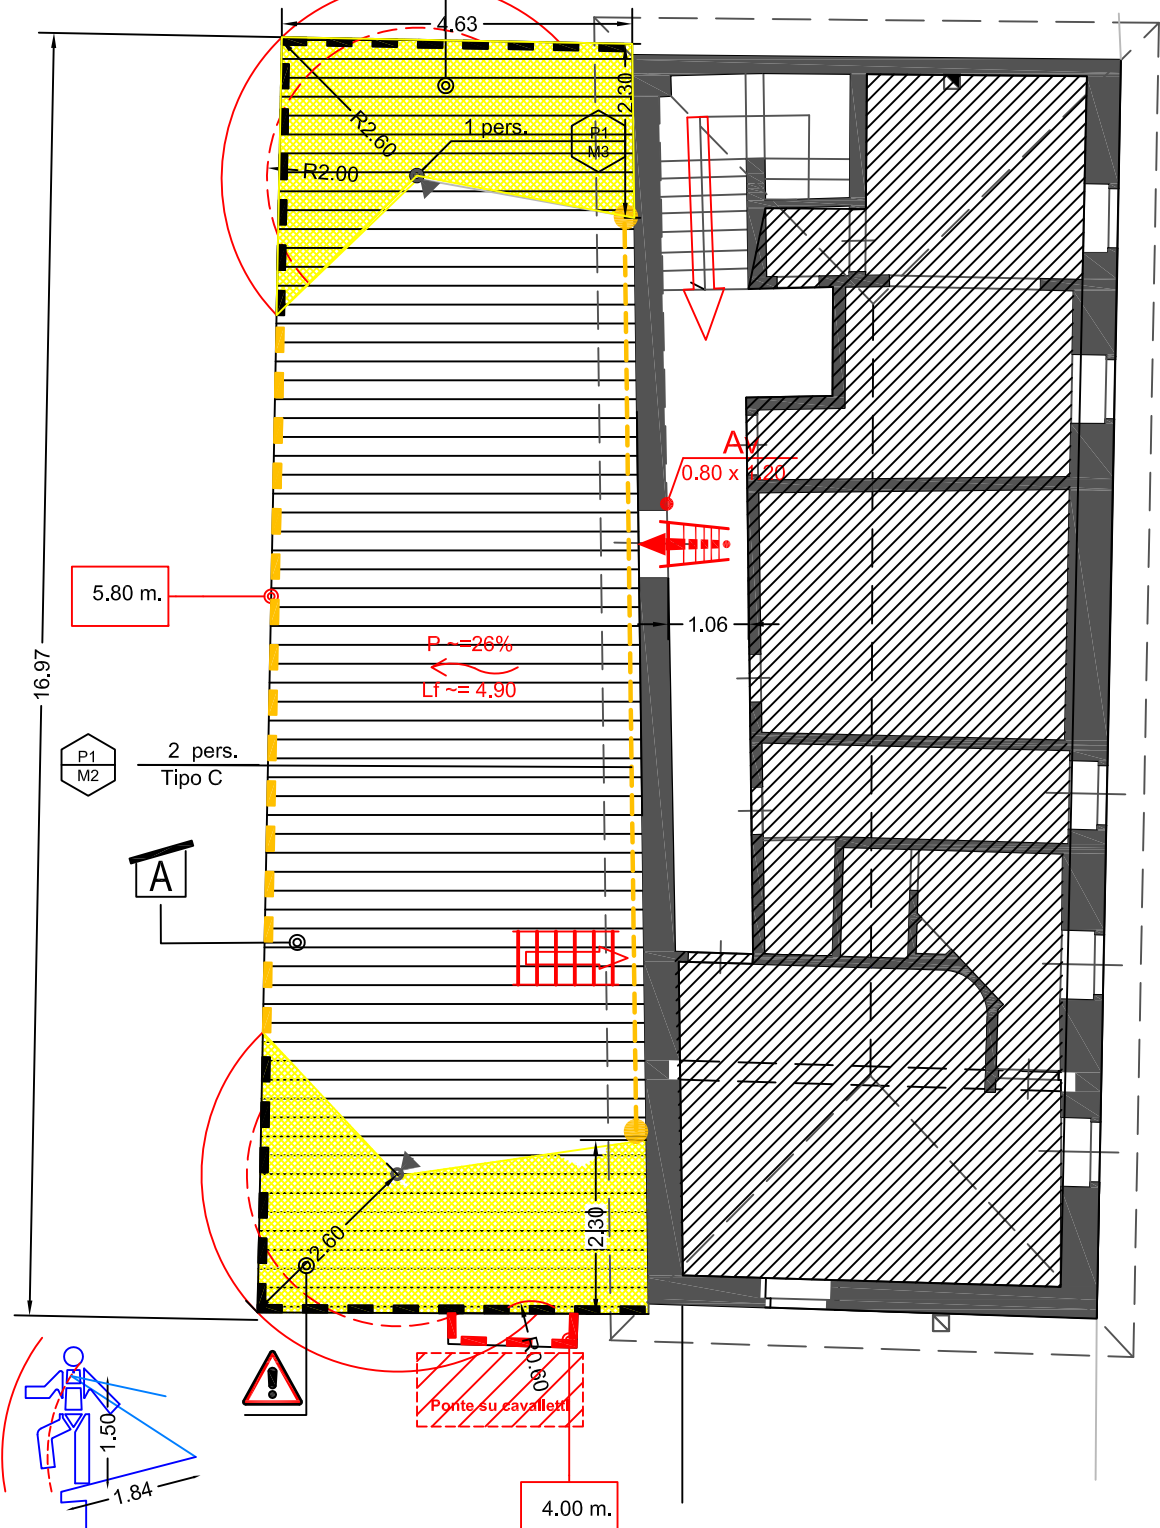 4.63
2.30
R2.60
1 pers.
P1
M3
R2.00
Av
0.80 x 1.20
5.80 m.
1.06
P ~=26%
Lf ~= 4.90
16.97
P1
M2
2 pers.
Tipo C
A
2.60
2.30
R0.60
Ponte su cavalletti
1.50
1.84
4.00 m.